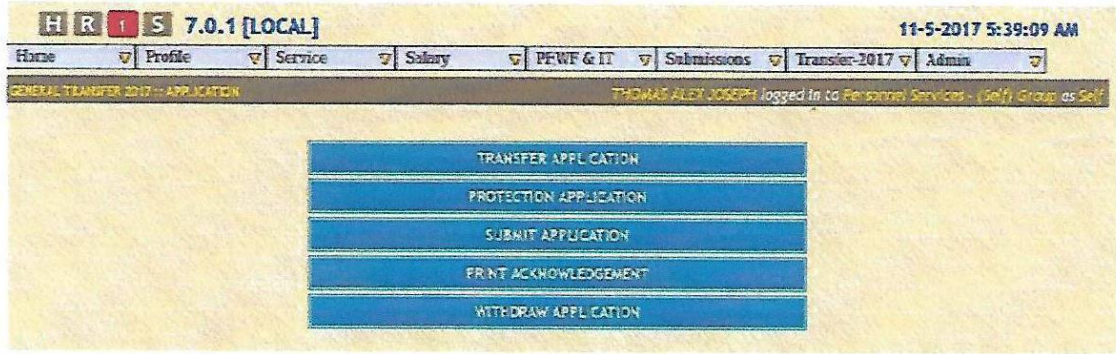 HR1S 7.0.1 [LOCAL]
11-5-2017 5:39:09 AM
Home Profile Service Salary PFWF & IT Submissions Transfer-2017 Admin
GENERAL TRANSFER 2017 :: APPLICATION
THOMAS ALEX JOSEPH logged in to Personnel Services - (Self) Group as Self
TRANSFER APPLICATION
PROTECTION APPLICATION
SUBMIT APPLICATION
PRINT ACKNOWLEDGEMENT
WITHDRAW APPLICATION